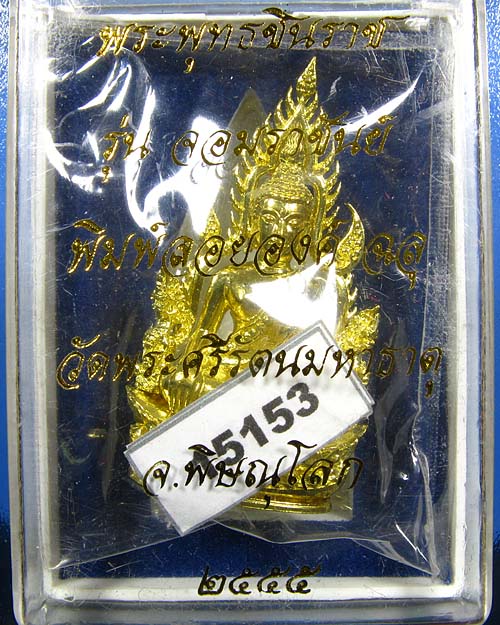 พระพุทธชินราช
รุ่น จอมราชันย์
พิมพ์ลอยองค์ ฉลุ
วัดพระศรีรัตนมหาธาตุ
5153
จ.พิษณุโลก
๒๕๕๕